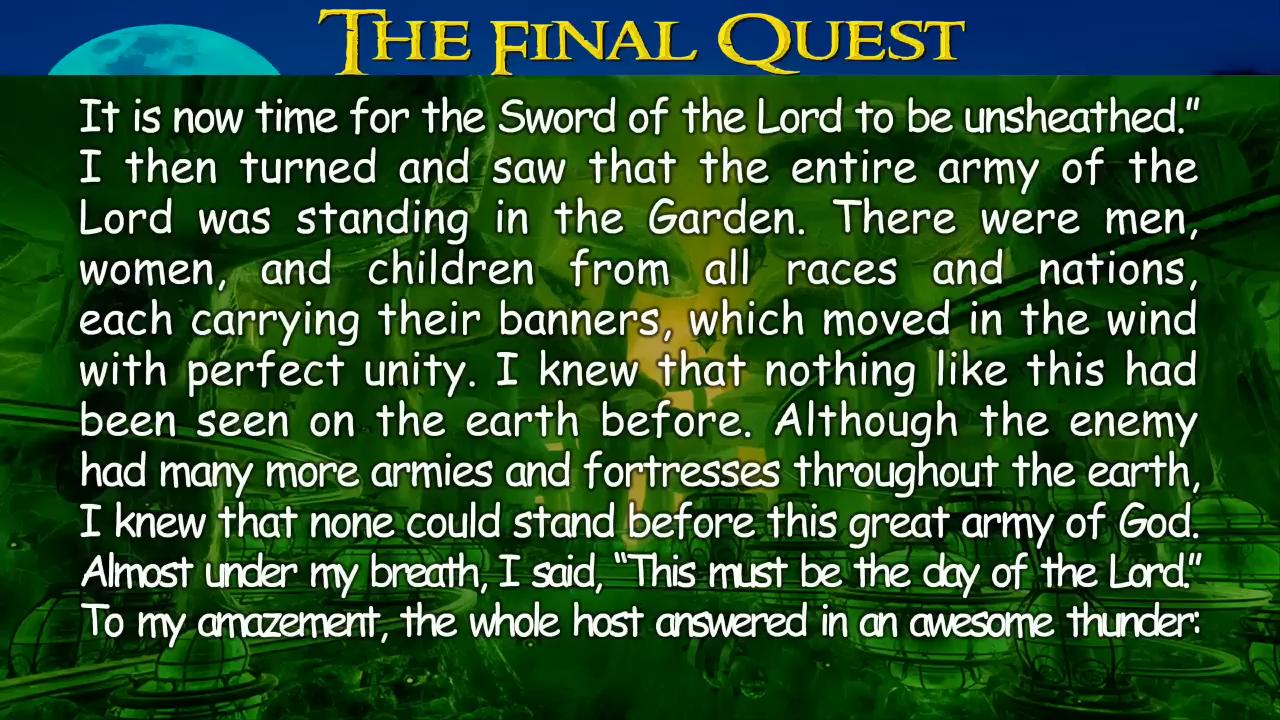 The Final Quest
It is now time for the Sword of the Lord to be unsheathed.”
I then turned and saw that the entire army of the
Lord was standing in the Garden. There were men,
women, and children from all races and nations,
each carrying their banners, which moved in the wind
with perfect unity. I knew that nothing like this had
been seen on the earth before. Although the enemy
had many more armies and fortresses throughout the earth,
I knew that none could stand before this great army of God.
Almost under my breath, I said, “This must be the day of the Lord.”
To my amazement, the whole host answered in an awesome thunder: